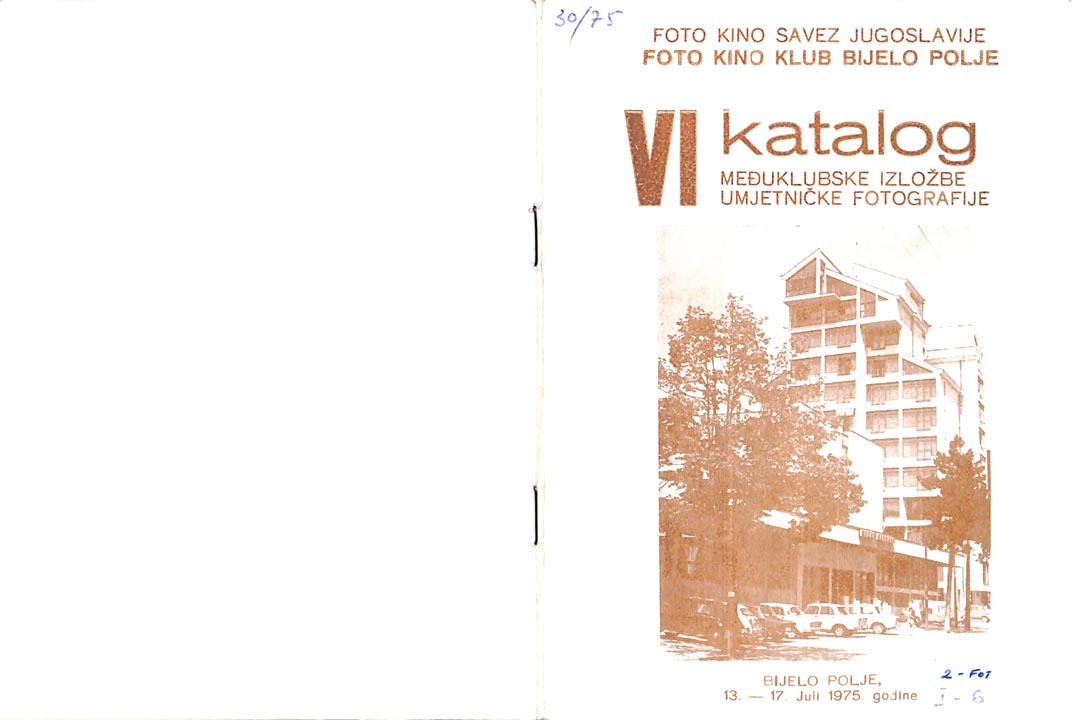 30/75
FOTO KINO SAVEZ JUGOSLAVIJE
FOTO KINO KLUB BIJELO POLJE
VI katalog
MEĐUKLUBSKE IZLOŽBE
UMJETNIČKE FOTOGRAFIJE
BIJELO POLJE,
13. — 17. Juli 1975. godine
2 - FOT
I - 6